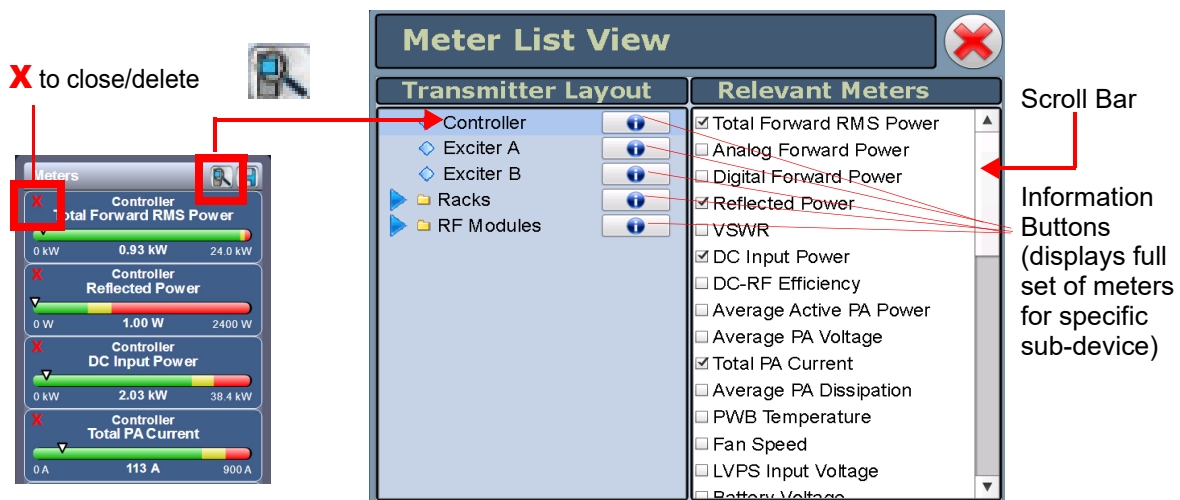 X to close/delete
Meters
X
Controller
Total Forward RMS Power
0 kW 0.93 kW 24.0 kW
X
Controller
Reflected Power
0 W 1.00 W 2400 W
X
Controller
DC Input Power
0 kW 2.03 kW 38.4 kW
X
Controller
Total PA Current
0 A 113 A 900 A
Meter List View
Transmitter Layout
Controller
Exciter A
Exciter B
Racks
RF Modules
Relevant Meters
Total Forward RMS Power
Analog Forward Power
Digital Forward Power
Reflected Power
VSWR
DC Input Power
DC-RF Efficiency
Average Active PA Power
Average PA Voltage
Total PA Current
Average PA Dissipation
PWB Temperature
Fan Speed
LVPS Input Voltage
Battery Voltage
Scroll Bar
Information
Buttons
(displays full
set of meters
for specific
sub-device)